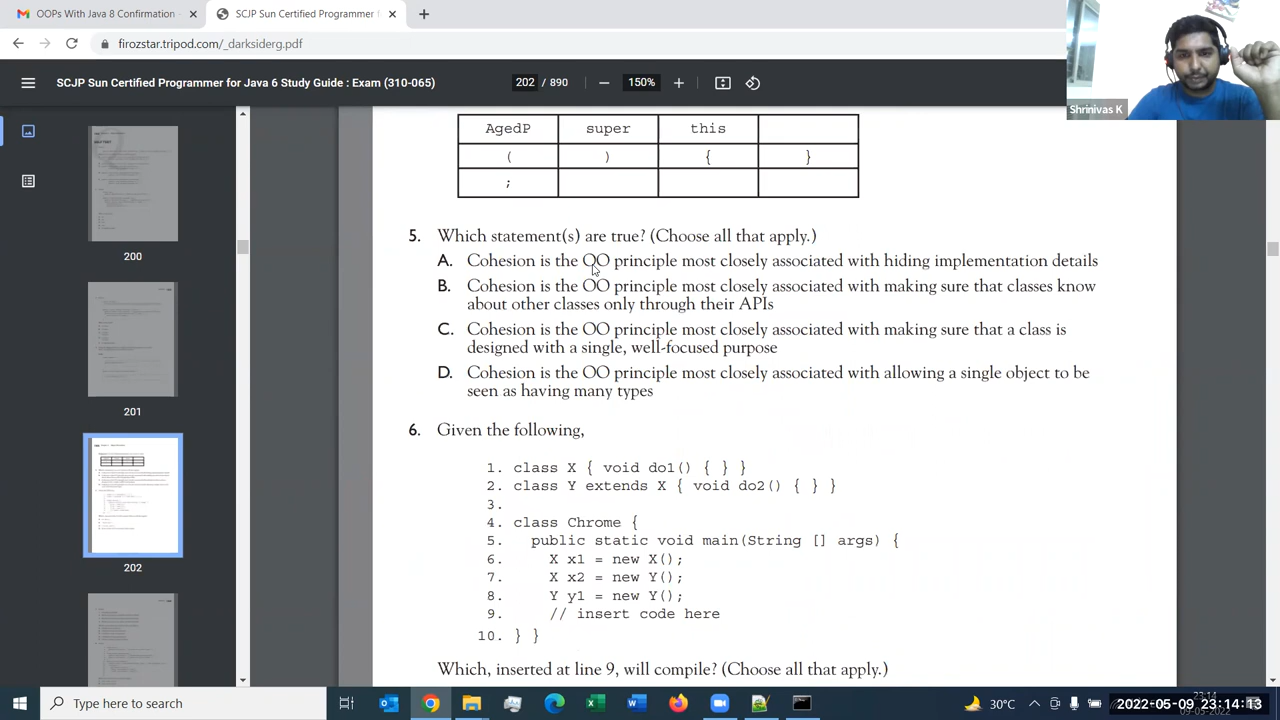 OOPs With Java 8 Confirmation -
SCJP Sun Certified Programmer
firozstar.tripod.com/_darksiderg.pdf
SCJP Sun Certified Programmer for Java 6 Study Guide : Exam (310-065)
202 / 890
150%
Shrinivas K
AgedP super this
( ) { }
;
200
201
202
5. Which statement(s) are true? (Choose all that apply.)
A. Cohesion is the OO principle most closely associated with hiding implementation details
B. Cohesion is the OO principle most closely associated with making sure that classes know
about other classes only through their APIs
C. Cohesion is the OO principle most closely associated with making sure that a class is
designed with a single, well-focused purpose
D. Cohesion is the OO principle most closely associated with allowing a single object to be
seen as having many types
6. Given the following,
1. class X { void do1() { } }
2. class Y extends X { void do2() { } }
3.
4. class Chrome {
5. public static void main(String [] args) {
6. X x1 = new X();
7. X x2 = new Y();
8. Y y1 = new Y();
9. insert code here
10. } }
Which, inserted at line 9, will compile? (Choose all that apply.)
Type here to search
30°C
23:14
2022-05-09 23:14:13